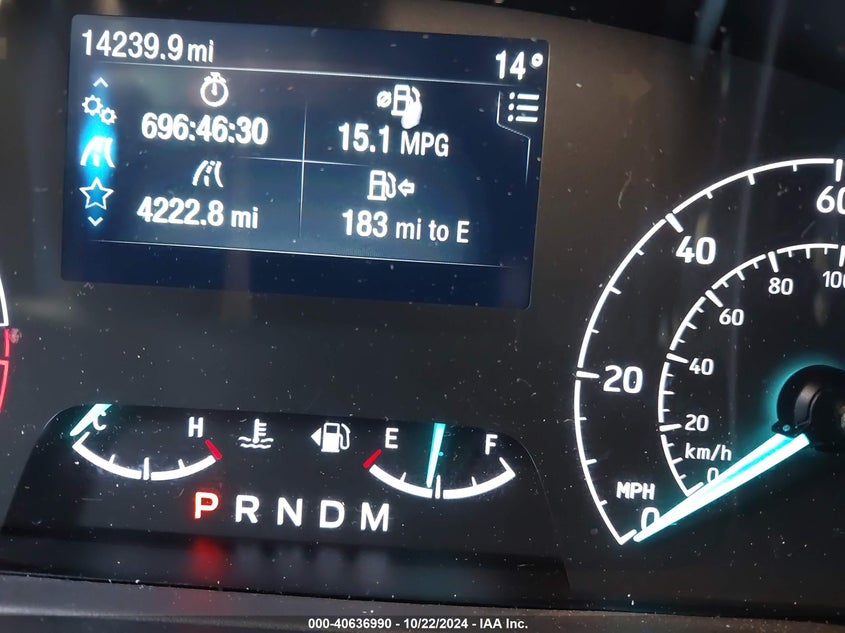 14239.9 mi
14°
696:46:30
15.1 MPG
4222.8 mi
183 mi to E
60
40
20
0
MPH
100
80
60
40
20
km/h
0
C H
E F
P R N D M
000-40636990 - 10/22/2024 - IAA Inc.